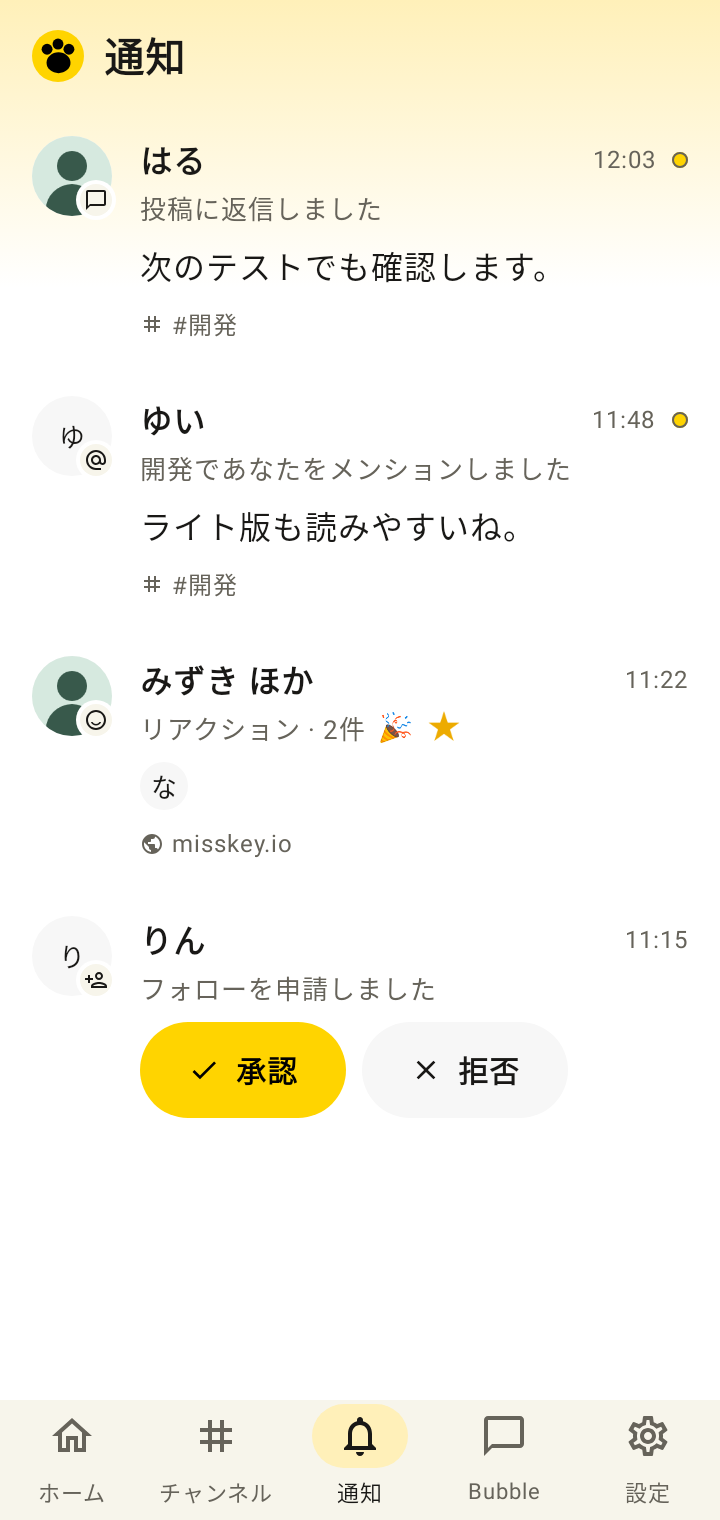 通知
はる 12:03
投稿に返信しました
次のテストでも確認します。
#開発
ゆ
ゆい 11:48
開発であなたをメンションしました
ライト版も読みやすいね。
#開発
みずき ほか 11:22
リアクション · 2件
な
misskey.io
り
りん 11:15
フォローを申請しました
承認 拒否
ホーム チャンネル 通知 Bubble 設定